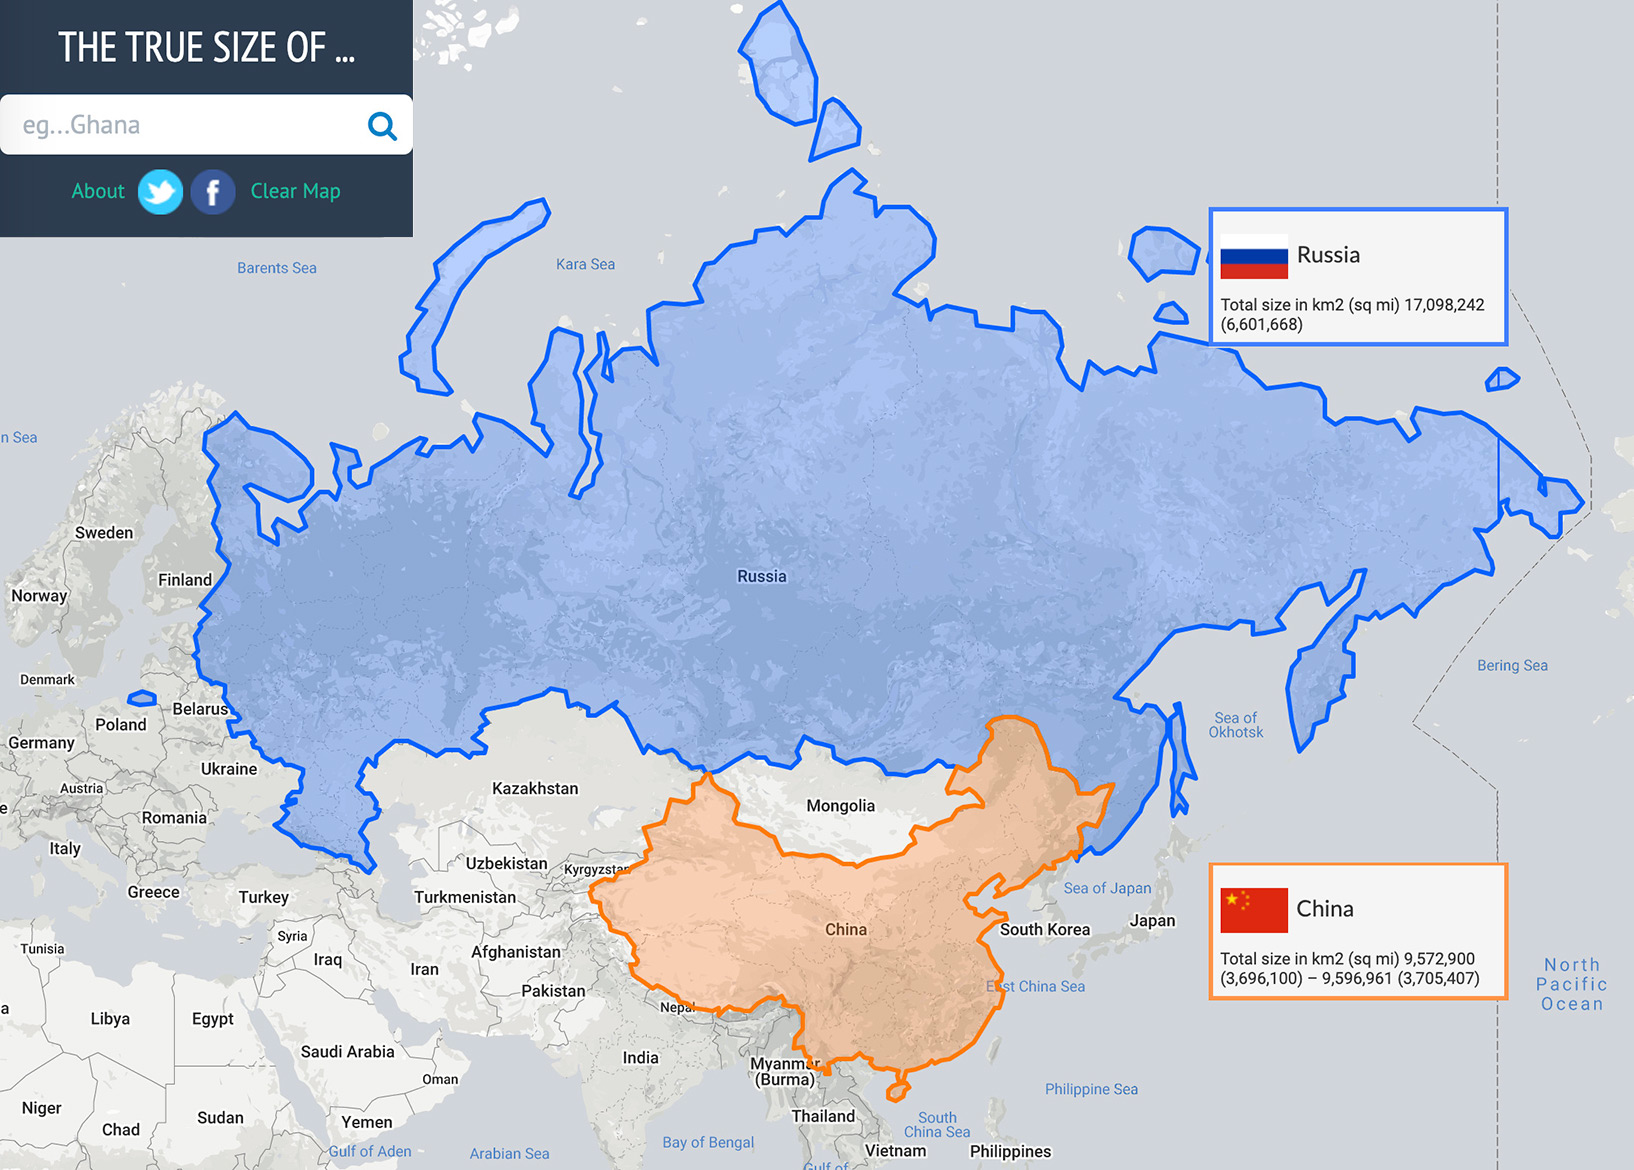 THE TRUE SIZE OF ...
eg...Ghana
About
Clear Map
Barents Sea
Kara Sea
Russia
Total size in km2 (sq mi) 17,098,242
(6,601,668)
n Sea
Sweden
Finland
Norway
Russia
Denmark
Bering Sea
Belarus
Poland
Sea of
Okhotsk
Germany
Ukraine
Austria
Kazakhstan
Mongolia
e
Romania
Italy
Uzbekistan
Kyrgyzstan
Greece
Turkey
Turkmenistan
Sea of Japan
China
Total size in km2 (sq mi) 9,572,900
(3,696,100) – 9,596,961 (3,705,407)
China
South Korea
Japan
Syria
Tunisia
Iraq
Afghanistan
Iran
Pakistan
East China Sea
North
Pacific
Ocean
a
Libya
Egypt
Nepal
Saudi Arabia
India
Myanmar
(Burma)
Oman
Philippine Sea
Niger
Chad
Sudan
Yemen
Thailand
South
China Sea
Gulf of Aden
Arabian Sea
Bay of Bengal
Vietnam
Philippines
Gulf of